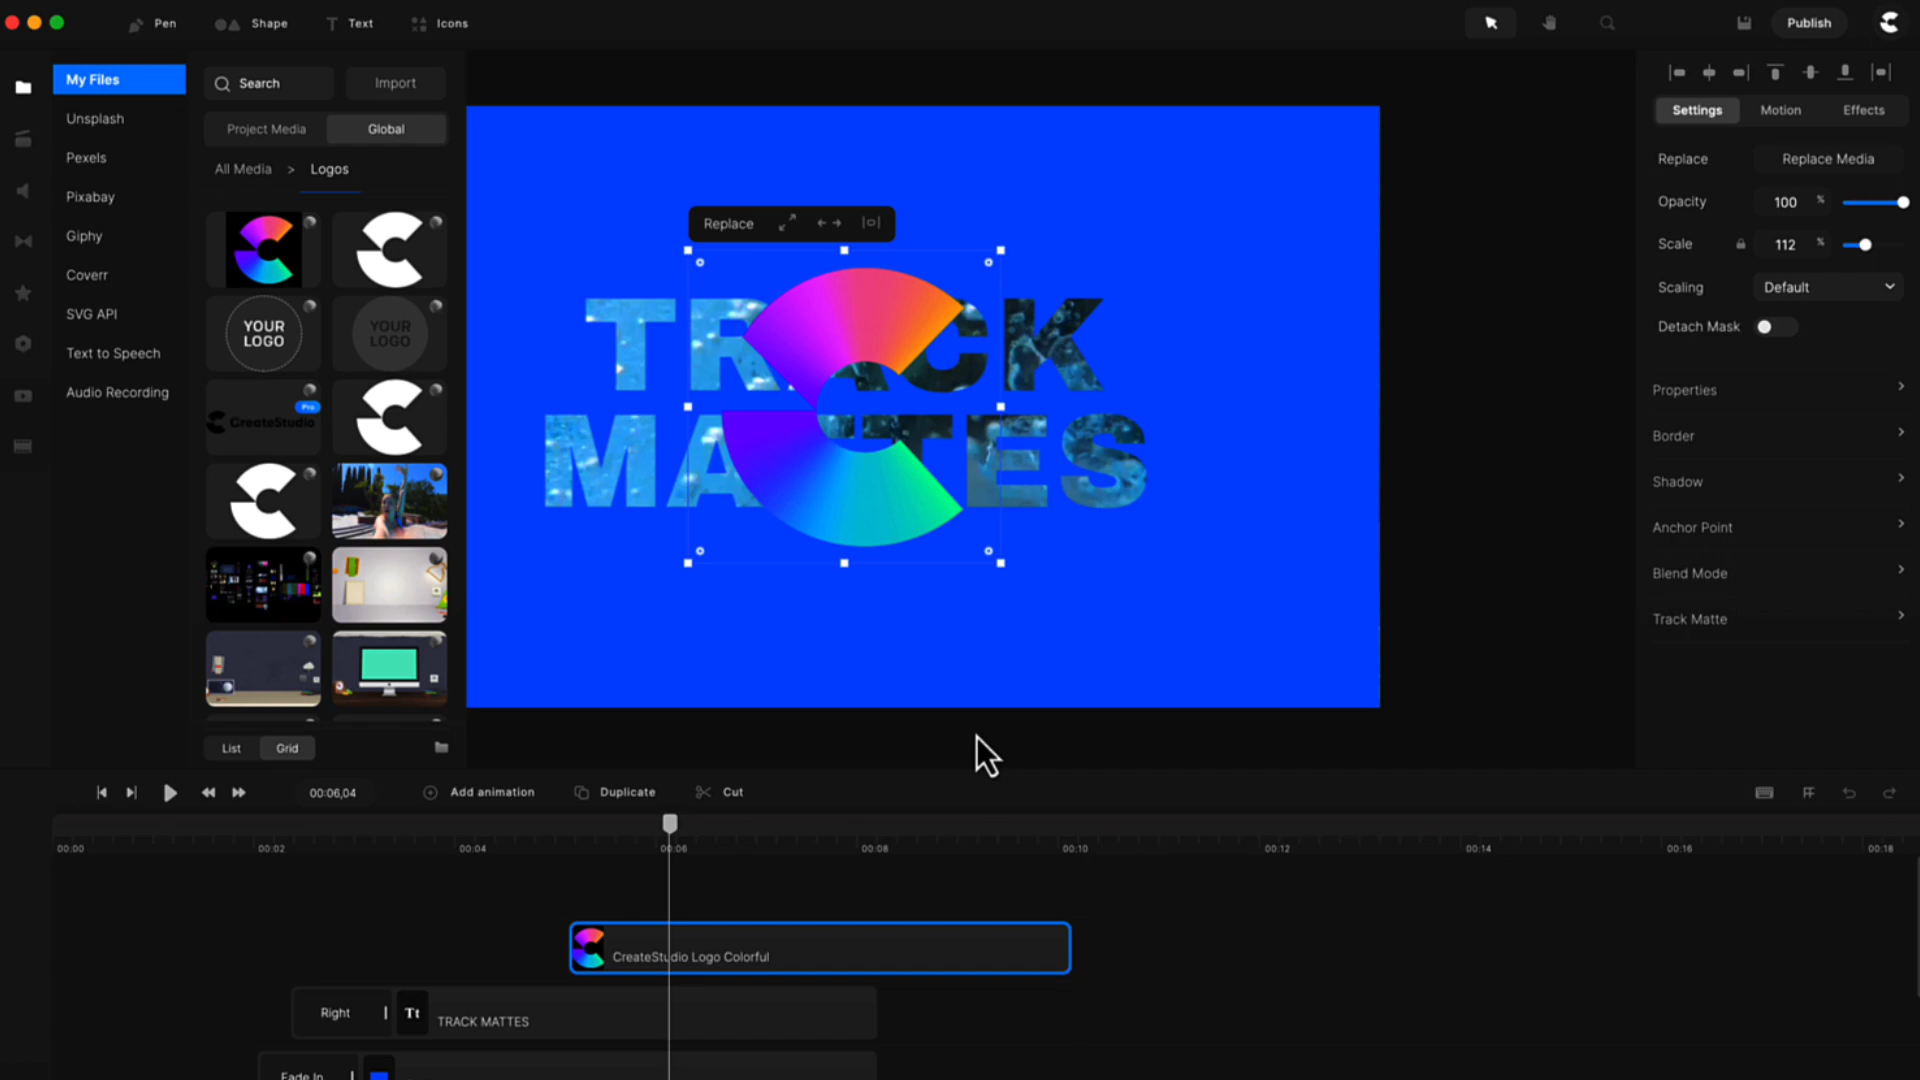 Pen
Shape
Text
Icons
Publish
My Files
Unsplash
Pexels
Pixabay
Giphy
Coverr
SVG API
Text to Speech
Audio Recording
Search
Import
Project Media
Global
All Media > Logos
YOUR
LOGO
YOUR
LOGO
Pro
CreateStudio
List
Grid
Replace
TRACK
MATTES
Settings
Motion
Effects
Replace
Replace Media
Opacity
100 %
Scale
112 %
Scaling
Default
Detach Mask
Properties
Border
Shadow
Anchor Point
Blend Mode
Track Matte
00:06,04
Add animation
Duplicate
Cut
00:00
00:02
00:04
00:06
00:08
00:10
00:12
00:14
00:16
00:18
CreateStudio Logo Colorful
Right
Tt
TRACK MATTES
Fade In